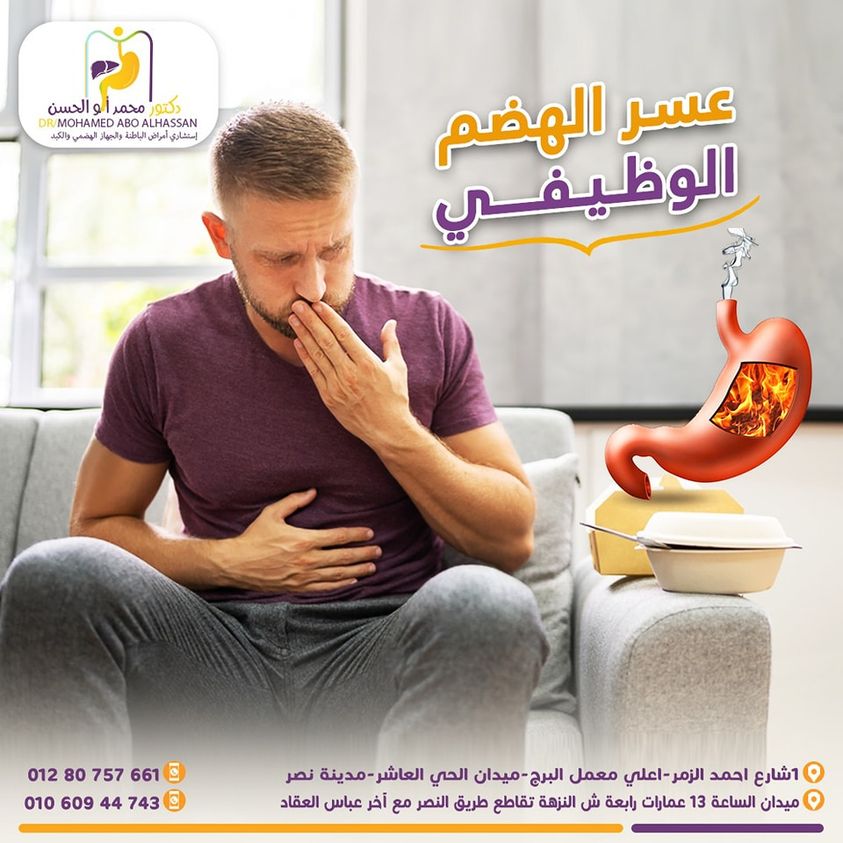 دكتور محمد أبو الحسن
DR/MOHAMED ABO ALHASSAN
إستشاري أمراض الباطنة والجهاز الهضمي والكبد
عسر الهضم
الوظيفي
1شارع احمد الزمر-اعلي معمل البرج-ميدان الحي العاشر-مدينة نصر
012 80 757 661
ميدان الساعة 13 عمارات رابعة ش النزهة تقاطع طريق النصر مع أخر عباس العقاد
010 609 44 743